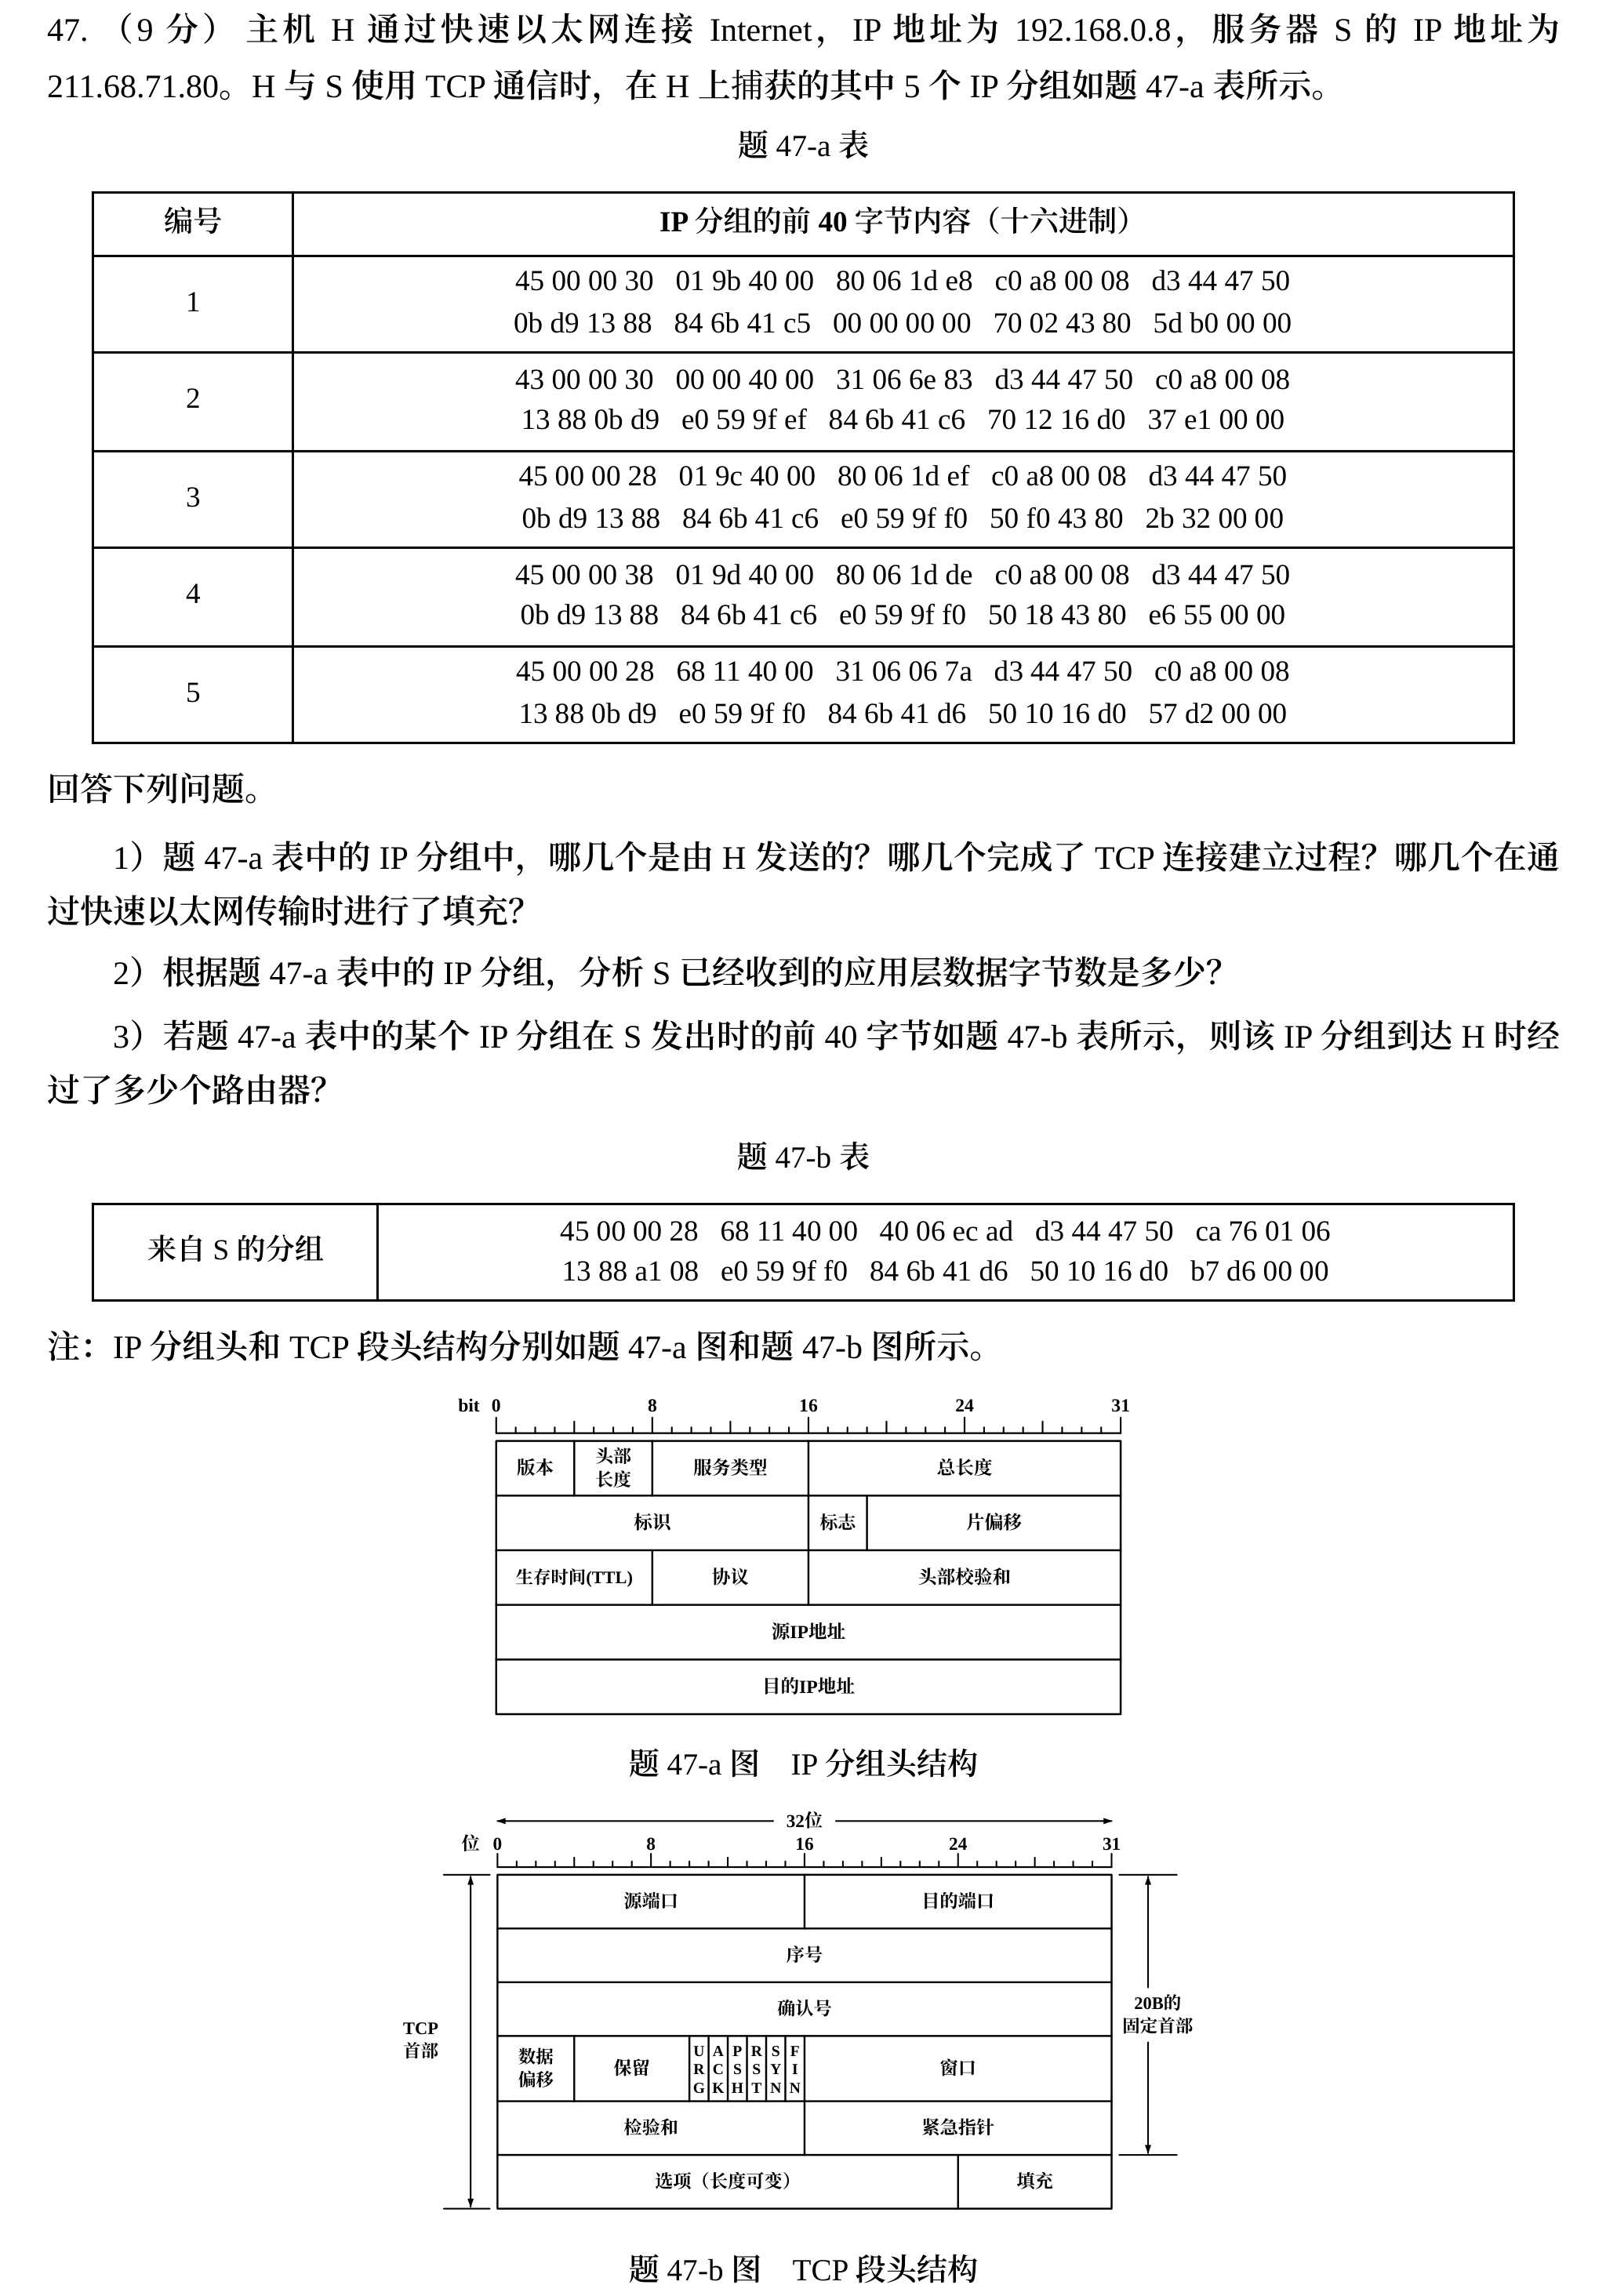 47. （9 分） 主机 H 通过快速以太网连接 Internet，IP 地址为 192.168.0.8，服务器 S 的 IP 地址为
211.68.71.80。H 与 S 使用 TCP 通信时，在 H 上捕获的其中 5 个 IP 分组如题 47-a 表所示。
题 47-a 表
编号 IP 分组的前 40 字节内容（十六进制）
1
45 00 00 30 01 9b 40 00 80 06 1d e8 c0 a8 00 08 d3 44 47 50
0b d9 13 88 84 6b 41 c5 00 00 00 00 70 02 43 80 5d b0 00 00
2
43 00 00 30 00 00 40 00 31 06 6e 83 d3 44 47 50 c0 a8 00 08
13 88 0b d9 e0 59 9f ef 84 6b 41 c6 70 12 16 d0 37 e1 00 00
3
45 00 00 28 01 9c 40 00 80 06 1d ef c0 a8 00 08 d3 44 47 50
0b d9 13 88 84 6b 41 c6 e0 59 9f f0 50 f0 43 80 2b 32 00 00
4
45 00 00 38 01 9d 40 00 80 06 1d de c0 a8 00 08 d3 44 47 50
0b d9 13 88 84 6b 41 c6 e0 59 9f f0 50 18 43 80 e6 55 00 00
5
45 00 00 28 68 11 40 00 31 06 06 7a d3 44 47 50 c0 a8 00 08
13 88 0b d9 e0 59 9f f0 84 6b 41 d6 50 10 16 d0 57 d2 00 00
回答下列问题。
1）题 47-a 表中的 IP 分组中，哪几个是由 H 发送的？哪几个完成了 TCP 连接建立过程？哪几个在通
过快速以太网传输时进行了填充？
2）根据题 47-a 表中的 IP 分组，分析 S 已经收到的应用层数据字节数是多少？
3）若题 47-a 表中的某个 IP 分组在 S 发出时的前 40 字节如题 47-b 表所示，则该 IP 分组到达 H 时经
过了多少个路由器？
题 47-b 表
来自 S 的分组
45 00 00 28 68 11 40 00 40 06 ec ad d3 44 47 50 ca 76 01 06
13 88 a1 08 e0 59 9f f0 84 6b 41 d6 50 10 16 d0 b7 d6 00 00
注：IP 分组头和 TCP 段头结构分别如题 47-a 图和题 47-b 图所示。
bit 0 8 16 24 31
版本 头部长度 服务类型 总长度
标识 标志 片偏移
生存时间(TTL) 协议 头部校验和
源IP地址
目的IP地址
题 47-a 图 IP 分组头结构
32位
位 0 8 16 24 31
源端口 目的端口
序号
确认号
TCP
首部
20B的
固定首部
数据偏移 保留 URG ACK PSH RST SYN FIN 窗口
检验和 紧急指针
选项（长度可变） 填充
题 47-b 图 TCP 段头结构